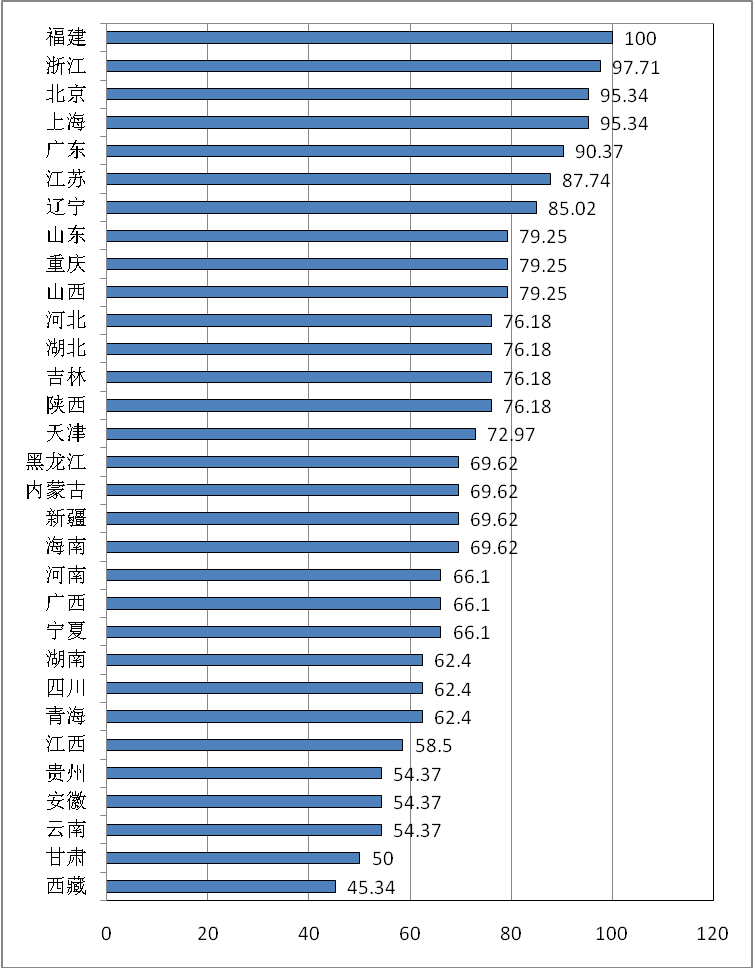 福建 100
浙江 97.71
北京 95.34
上海 95.34
广东 90.37
江苏 87.74
辽宁 85.02
山东 79.25
重庆 79.25
山西 79.25
河北 76.18
湖北 76.18
吉林 76.18
陕西 76.18
天津 72.97
黑龙江 69.62
内蒙古 69.62
新疆 69.62
海南 69.62
河南 66.1
广西 66.1
宁夏 66.1
湖南 62.4
四川 62.4
青海 62.4
江西 58.5
贵州 54.37
安徽 54.37
云南 54.37
甘肃 50
西藏 45.34
0 20 40 60 80 100 120